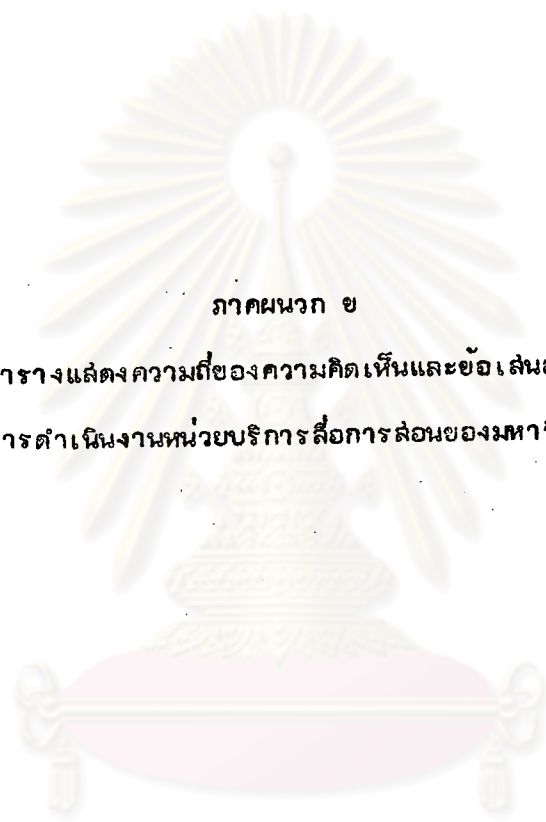 ภาคผนวก ข
ารางแสดงความถี่ของความคิดเห็นและข้อเสน
ารดำเนินงานหน่วยบริการสื่อการสอนของมหาวิ